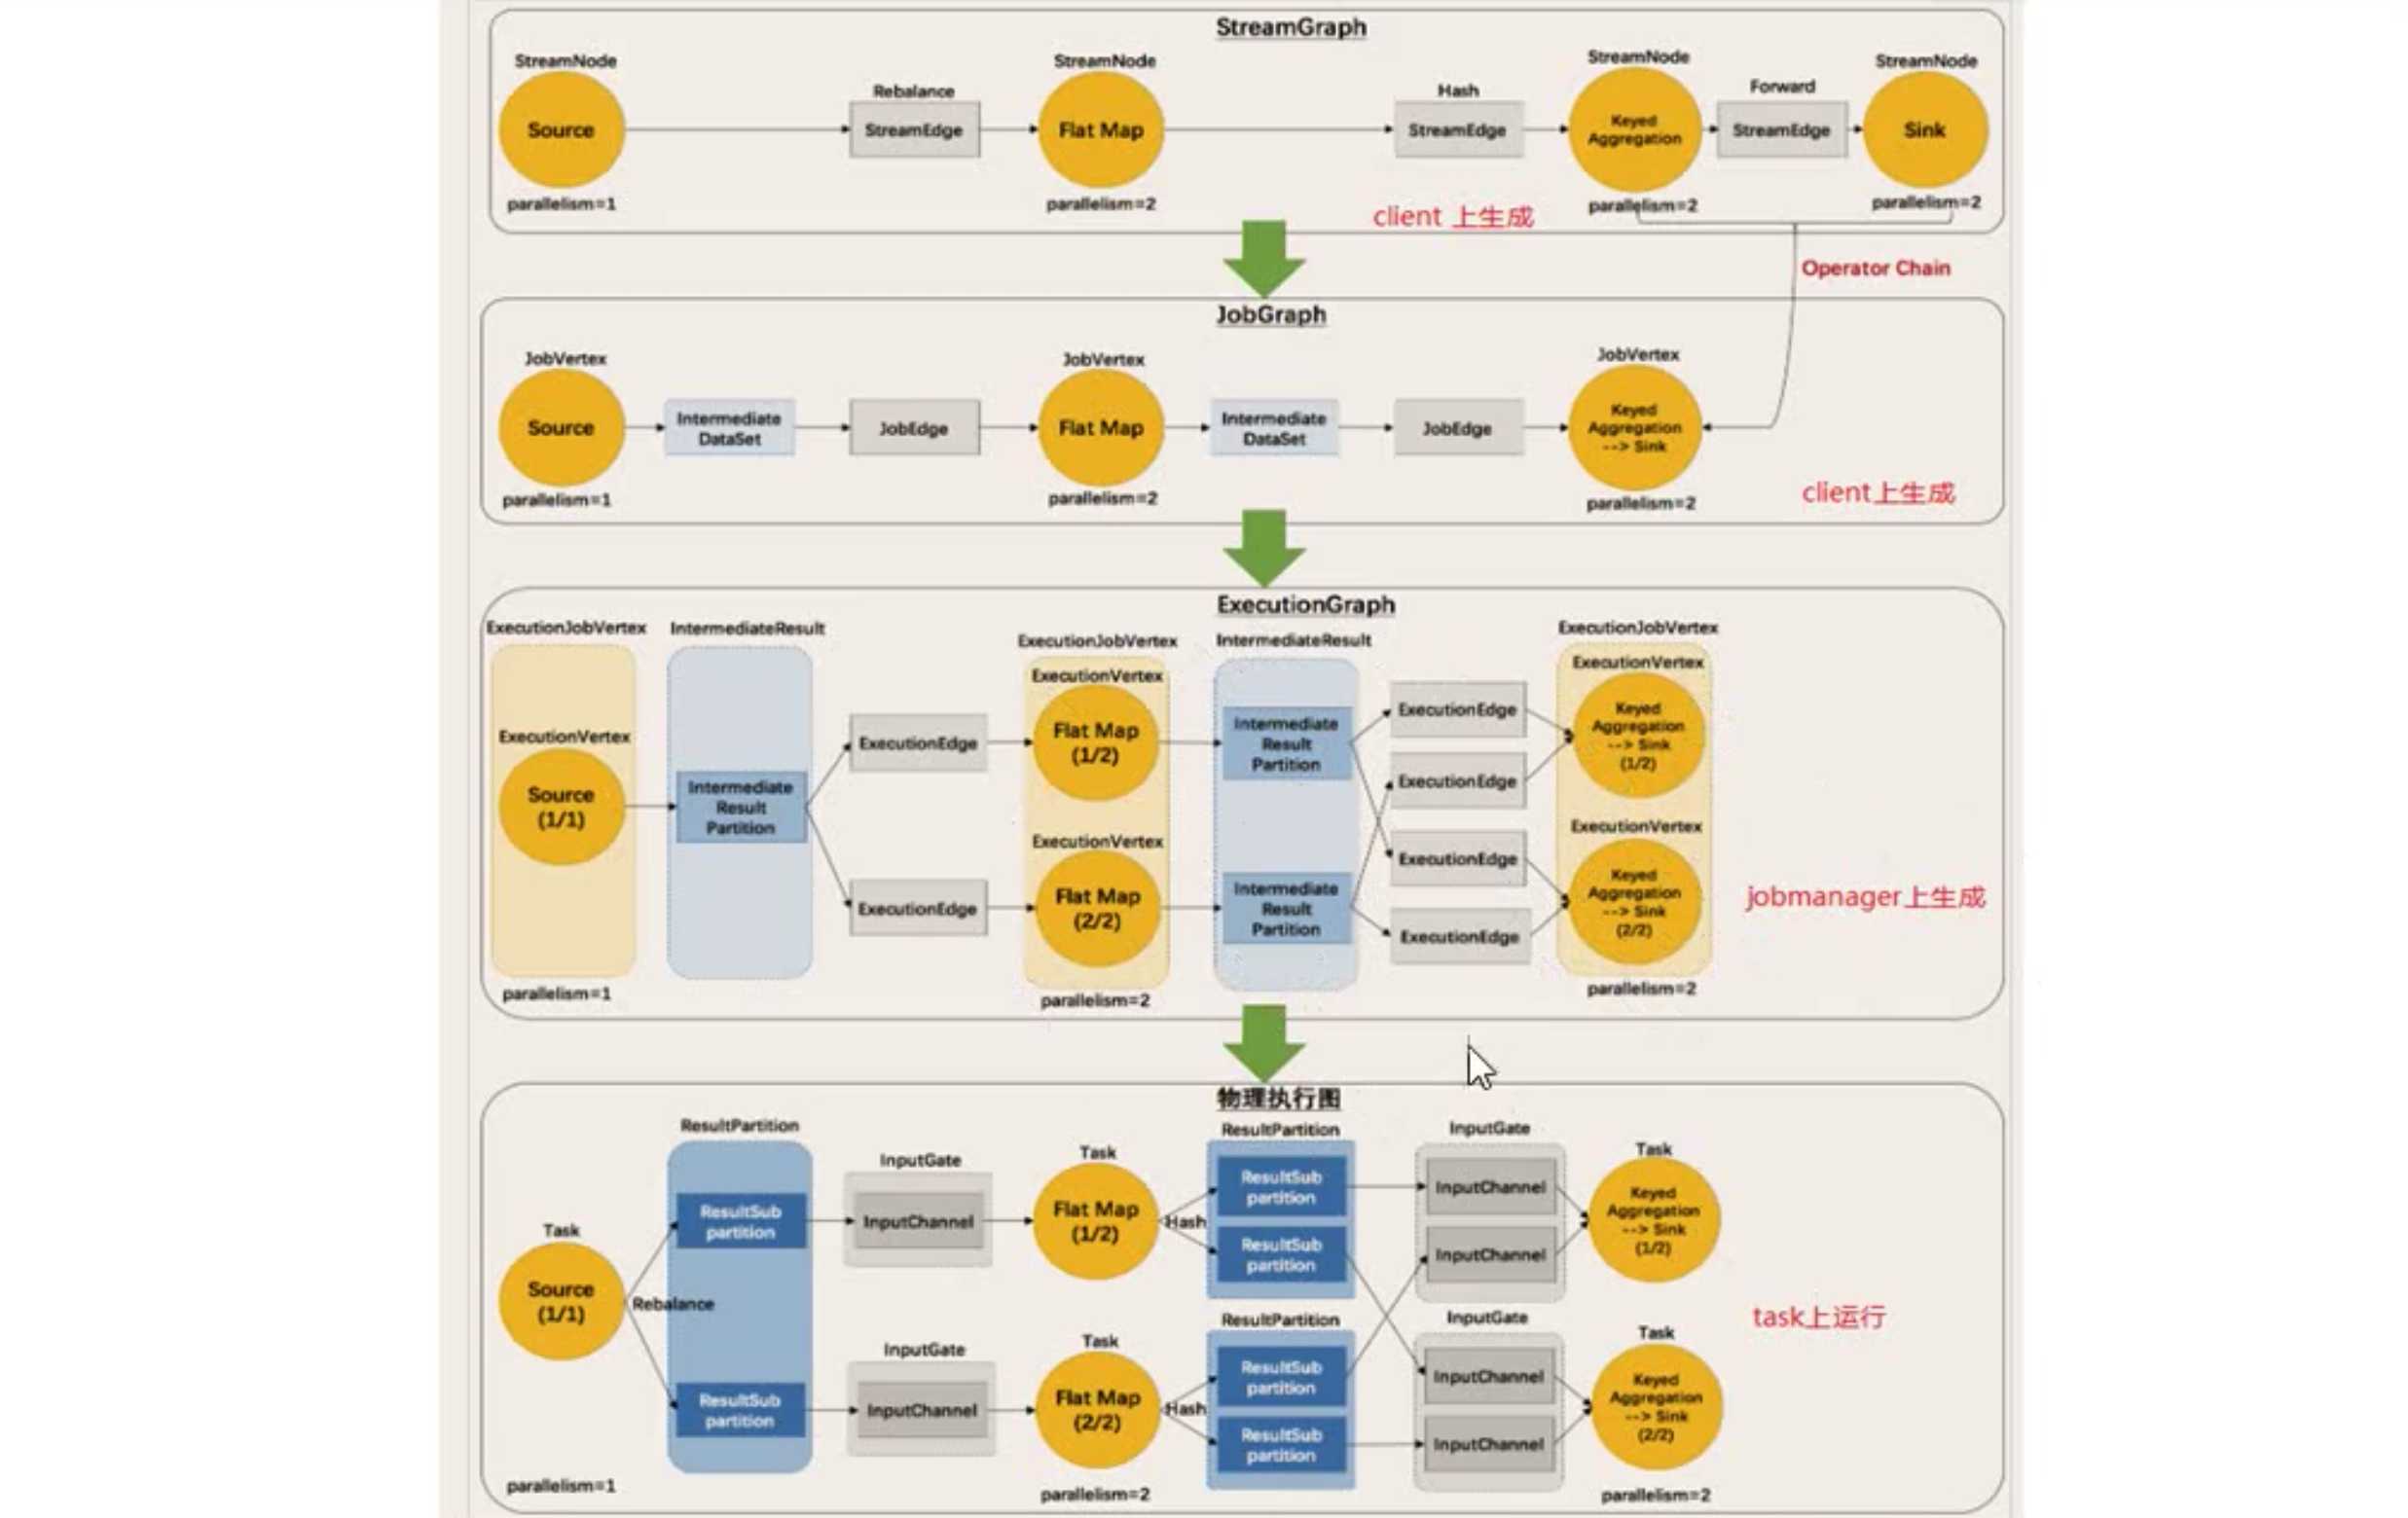 StreamGraph
StreamNode
StreamNode
StreamNode
StreamNode
Rebalance
Hash
Forward
Source
StreamEdge
Flat Map
StreamEdge
Keyed
Aggregation
StreamEdge
Sink
parallelism=1
parallelism=2
parallelism=2
parallelism=2
client 上生成
Operator Chain
JobGraph
JobVertex
JobVertex
JobVertex
Source
Intermediate
DataSet
JobEdge
Flat Map
Intermediate
DataSet
JobEdge
Keyed
Aggregation
--> Sink
parallelism=1
parallelism=2
parallelism=2
client上生成
ExecutionGraph
ExecutionJobVertex
IntermediateResult
ExecutionJobVertex
IntermediateResult
ExecutionJobVertex
ExecutionVertex
Source
(1/1)
Intermediate
Result
Partition
ExecutionEdge
ExecutionEdge
ExecutionVertex
Flat Map
(1/2)
ExecutionVertex
Flat Map
(2/2)
Intermediate
Result
Partition
Intermediate
Result
Partition
ExecutionEdge
ExecutionEdge
ExecutionEdge
ExecutionEdge
ExecutionVertex
Keyed
Aggregation
--> Sink
(1/2)
ExecutionVertex
Keyed
Aggregation
--> Sink
(2/2)
jobmanager上生成
parallelism=1
parallelism=2
parallelism=2
物理执行图
Task
Source
(1/1)
Rebalance
ResultPartition
ResultSub
partition
ResultSub
partition
InputGate
InputChannel
InputGate
InputChannel
Task
Flat Map
(1/2)
Hash
Task
Flat Map
(2/2)
Hash
ResultPartition
ResultSub
partition
ResultSub
partition
ResultPartition
ResultSub
partition
ResultSub
partition
InputGate
InputChannel
InputChannel
InputGate
InputChannel
InputChannel
Task
Keyed
Aggregation
--> Sink
(1/2)
Task
Keyed
Aggregation
--> Sink
(2/2)
task上运行
parallelism=1
parallelism=2
parallelism=2